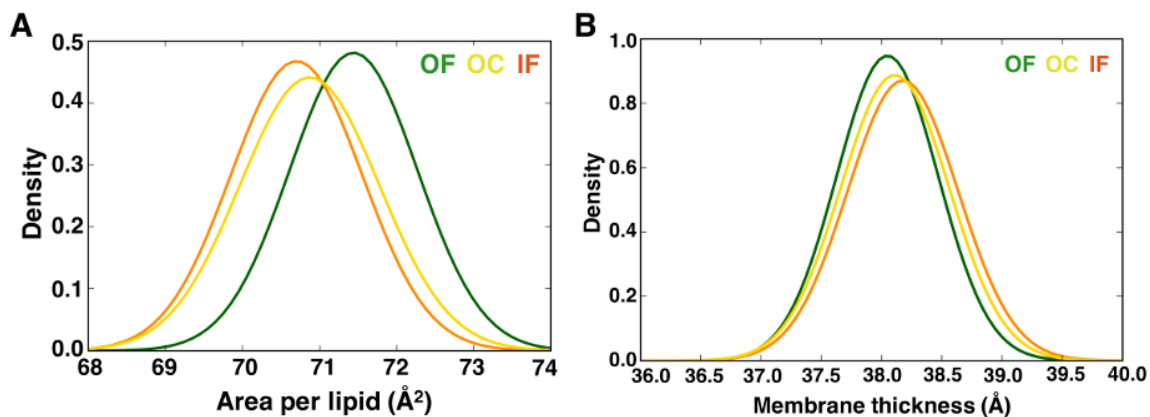 A
OF OC IF
Density
0.5
0.4
0.3
0.2
0.1
0.0
68 69 70 71 72 73 74
Area per lipid (Å²)
B
OF OC IF
Density
1.0
0.8
0.6
0.4
0.2
0.0
36.0 36.5 37.0 37.5 38.0 38.5 39.0 39.5 40.0
Membrane thickness (Å)